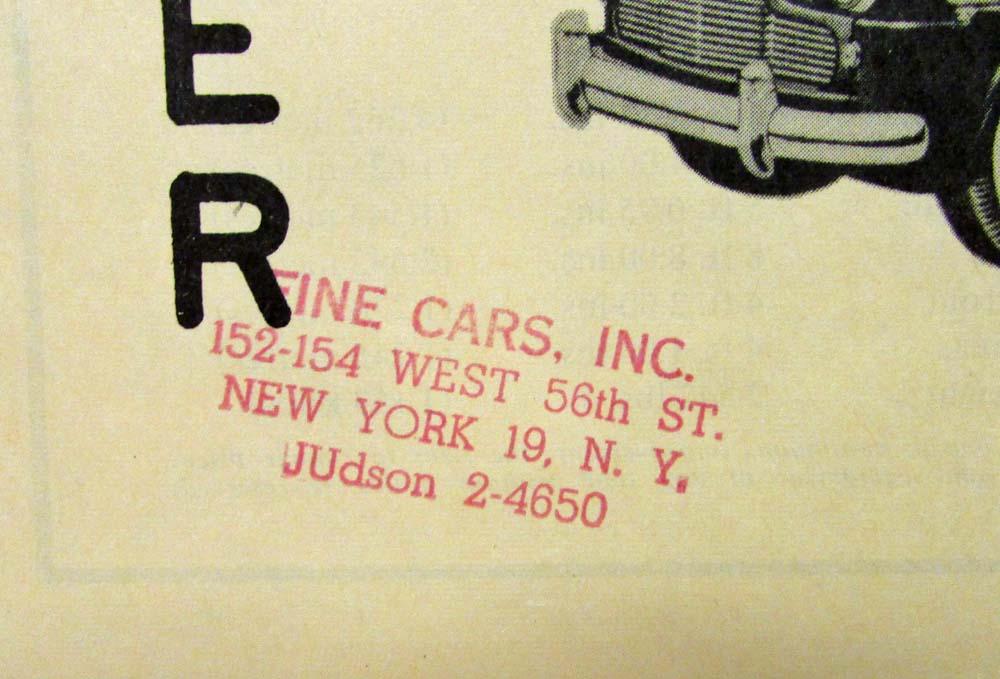 E
R
FINE CARS, INC.
152-154 WEST 56th ST.
NEW YORK 19, N. Y.
JUdson 2-4650